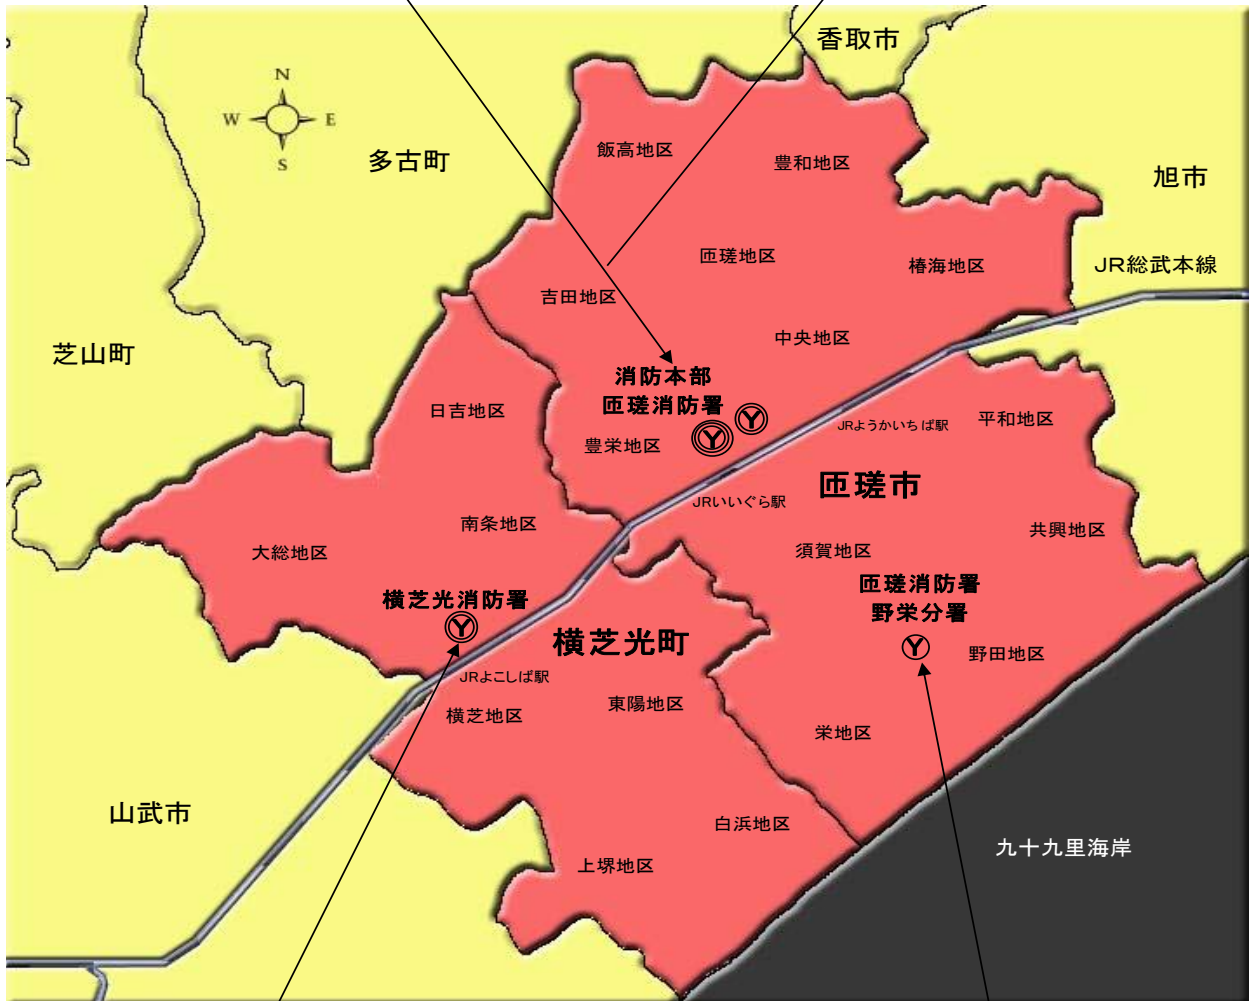 香取市
N
W
E
S
多古町
飯高地区
豊和地区
旭市
匝瑳地区
椿海地区
JR総武本線
吉田地区
中央地区
芝山町
消防本部
匝瑳消防署
日吉地区
豊栄地区
Y
Y
JRようかいちば駅
平和地区
匝瑳市
JRいいぐら駅
南条地区
大総地区
須賀地区
共興地区
横芝光消防署
Y
匝瑳消防署
野栄分署
Y
横芝光町
野田地区
JRよこしば駅
横芝地区
東陽地区
栄地区
山武市
白浜地区
上堺地区
九十九里海岸